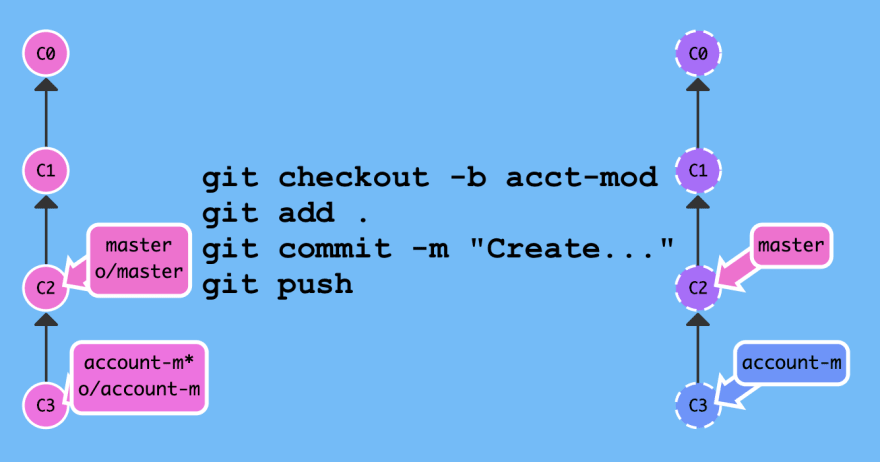 C0
C1
master
o/master
C2
account-m*
o/account-m
C3
git checkout -b acct-mod
git add .
git commit -m "Create..."
git push
C0
C1
master
C2
account-m
C3